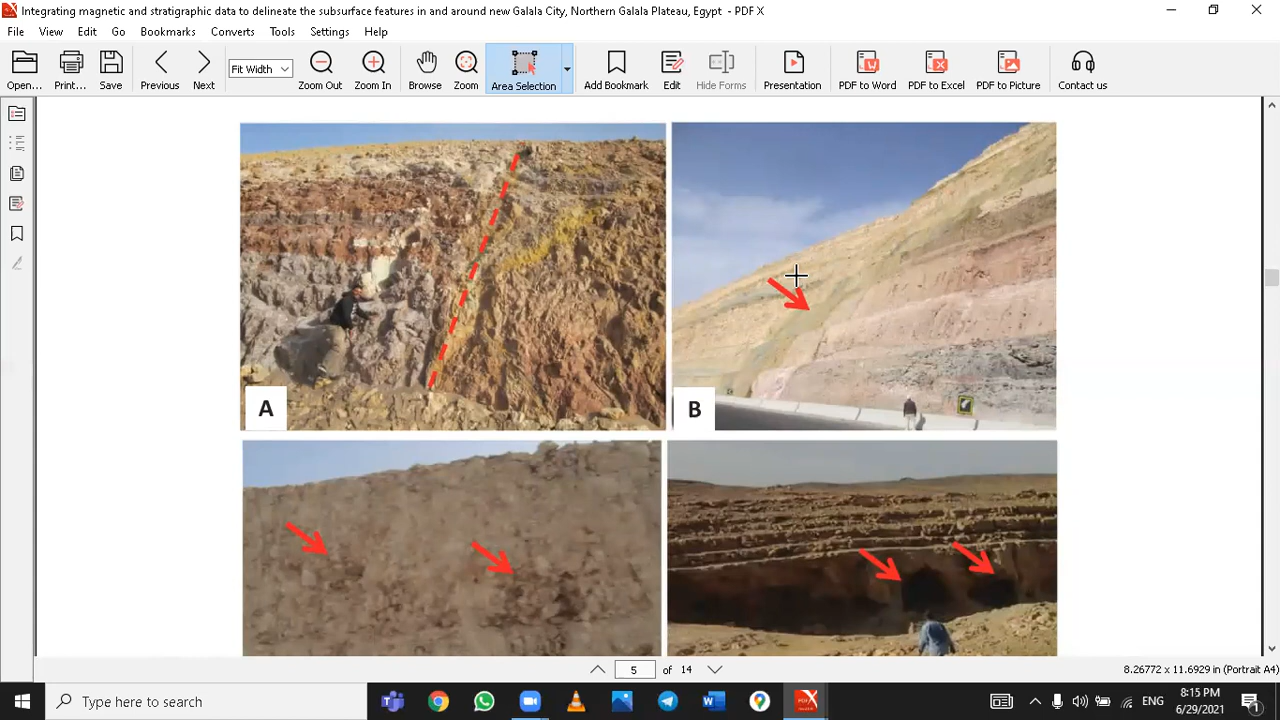 Integrating magnetic and stratigraphic data to delineate the subsurface features in and around new Galala City, Northern Galala Plateau, Egypt - PDF X
File View Edit Go Bookmarks Converts Tools Settings Help
Open... Print... Save Previous Next Fit Width Zoom Out Zoom In Browse Zoom Area Selection Add Bookmark Edit Hide Forms Presentation PDF to Word PDF to Excel PDF to Picture Contact us
A
B
5 of 14
8.26772 x 11.6929 in (Portrait A4)
Type here to search
ENG
8:15 PM
6/29/2021